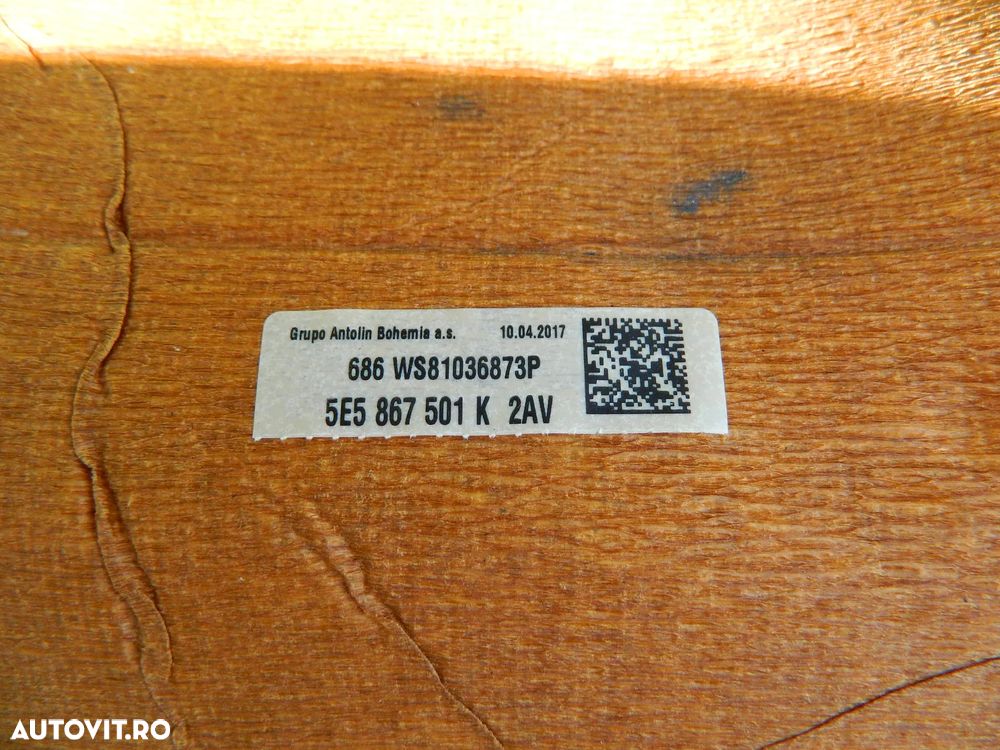 Grupo Antolin Bohemia a.s. 10.04.2017
686 WS81036873P
5E5 867 501 K 2AV
AUTOVIT.RO